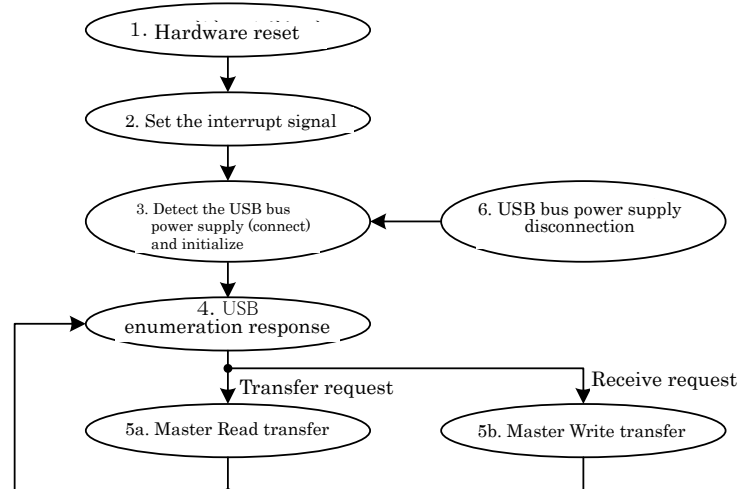 1. Hardware reset
2. Set the interrupt signal
3. Detect the USB bus
power supply (connect)
and initialize
6. USB bus power supply
disconnection
4. USB
enumeration response
Transfer request
Receive request
5a. Master Read transfer
5b. Master Write transfer